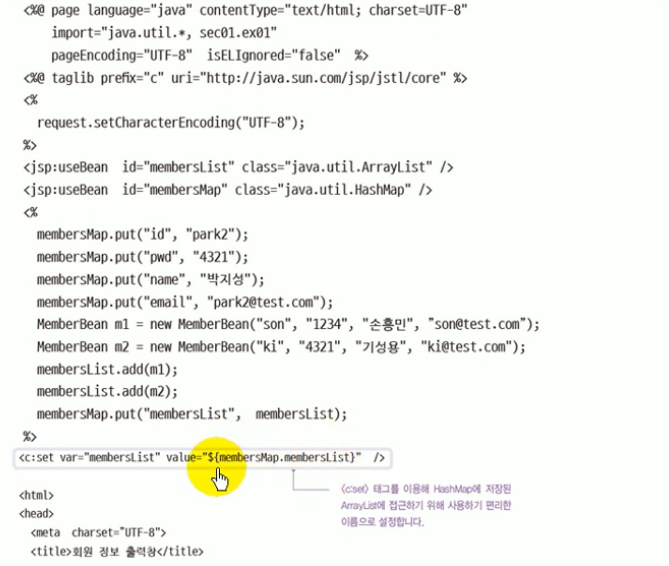 <%@ page language="java" contentType="text/html; charset=UTF-8"
import="java.util.*, sec01.ex01"
pageEncoding="UTF-8" isELIgnored="false" %>
<%@ taglib prefix="c" uri="http://java.sun.com/jsp/jstl/core" %>
<%
request.setCharacterEncoding("UTF-8");
%>
<jsp:useBean id="membersList" class="java.util.ArrayList" />
<jsp:useBean id="membersMap" class="java.util.HashMap" />
<%
membersMap.put("id", "park2");
membersMap.put("pwd", "4321");
membersMap.put("name", "박지성");
membersMap.put("email", "park2@test.com");
MemberBean m1 = new MemberBean("son", "1234", "손흥민", "son@test.com");
MemberBean m2 = new MemberBean("ki", "4321", "기성용", "ki@test.com");
membersList.add(m1);
membersList.add(m2);
membersMap.put("membersList", membersList);
%>
<c:set var="membersList" value="${membersMap.membersList}" />
<c:set> 태그를 이용해 HashMap에 저장된
ArrayList에 접근하기 위해 사용하기 편리한
이름으로 설정합니다.
<html>
<head>
<meta charset="UTF-8">
<title>회원 정보 출력창</title>